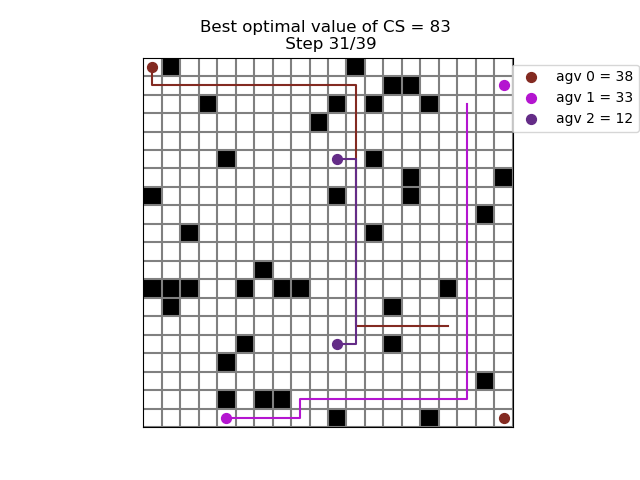 Best optimal value of CS = 83
Step 31/39
agv 0 = 38
agv 1 = 33
agv 2 = 12